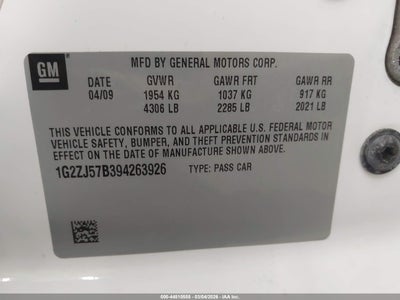 MFD BY GENERAL MOTORS CORP.
GM
DATE GVWR GAWR FRT GAWR RR
04/09 1954 KG 1037 KG 917 KG
4306 LB 2285 LB 2021 LB
THIS VEHICLE CONFORMS TO ALL APPLICABLE U.S. FEDERAL MOTOR
VEHICLE SAFETY, BUMPER, AND THEFT PREVENTION STANDARDS IN
EFFECT ON THE DATE OF MANUFACTURE SHOWN ABOVE.
1G2ZJ57B394263926 TYPE: PASS CAR